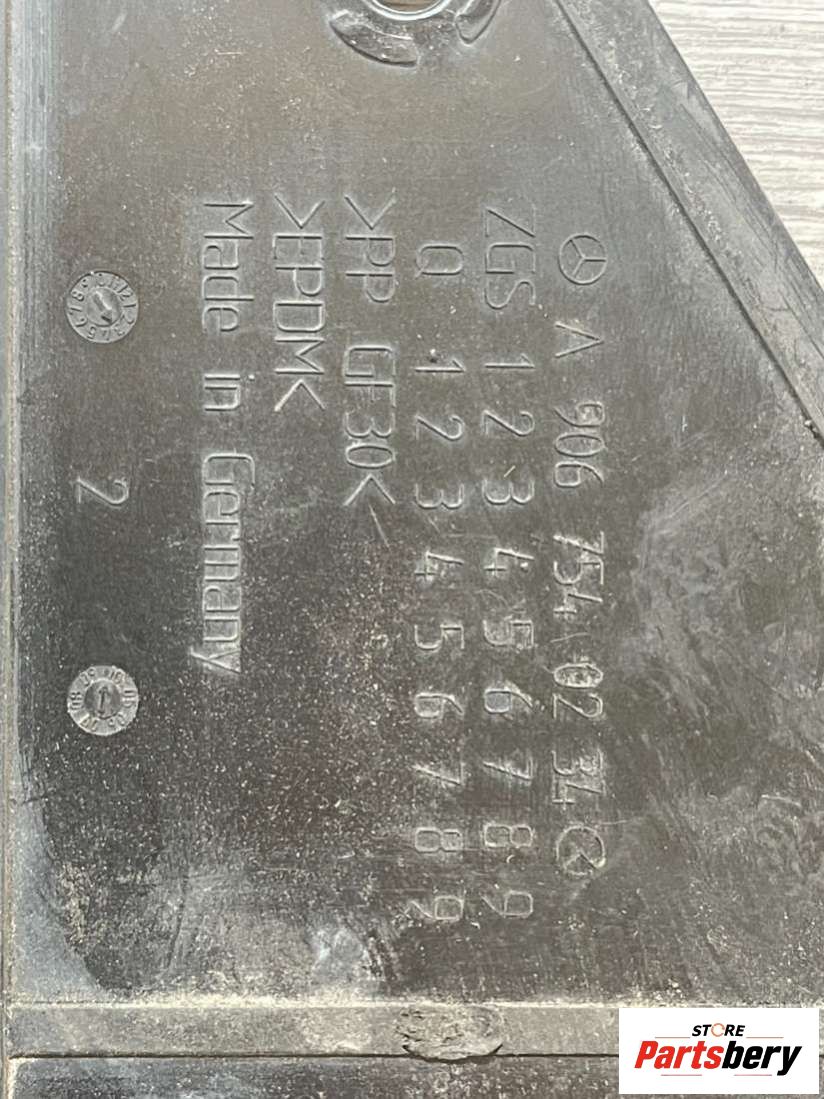 A 906 754 02 34
ZGS 1 2 3 4 5 6 7 8 9
Q 1 2 3 4 5 6 7 8 9
>PP GF30<
>EPDM<
Made in Germany
2
STORE
Partsbery